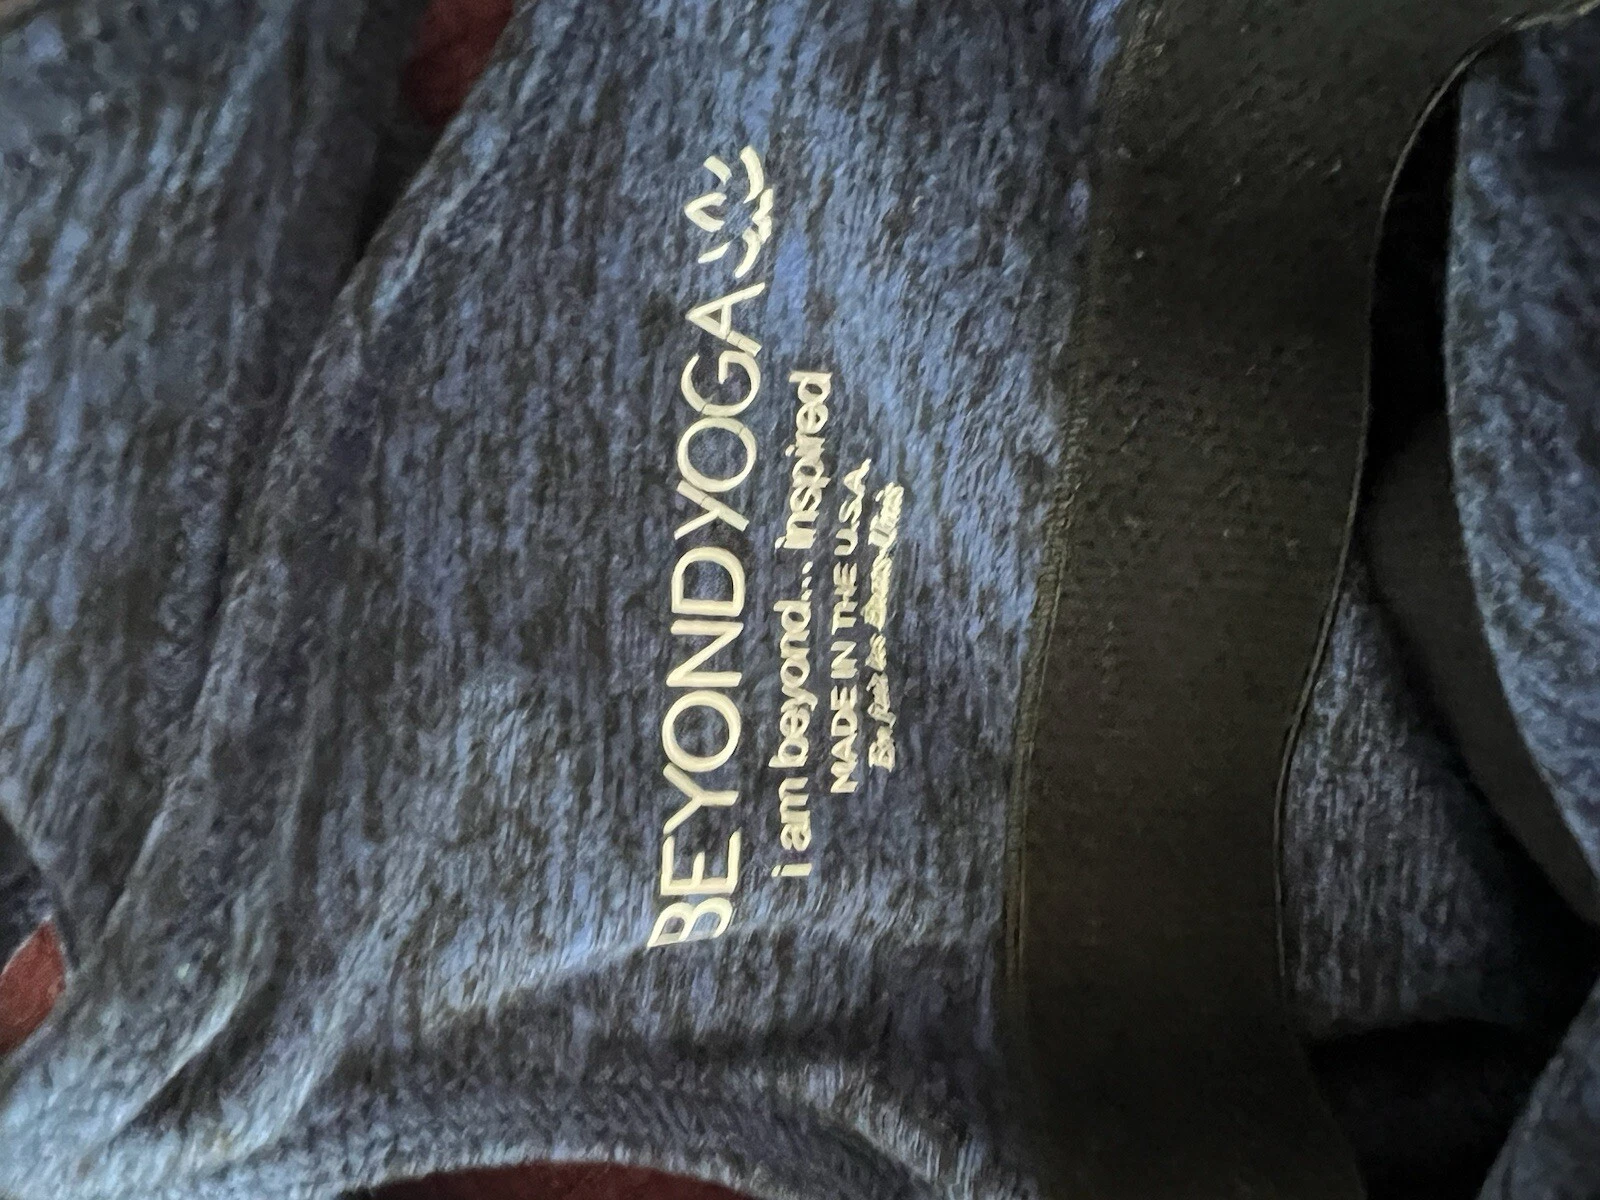 BEYOND YOGA
i am beyond... inspired
MADE IN THE U.S.A.